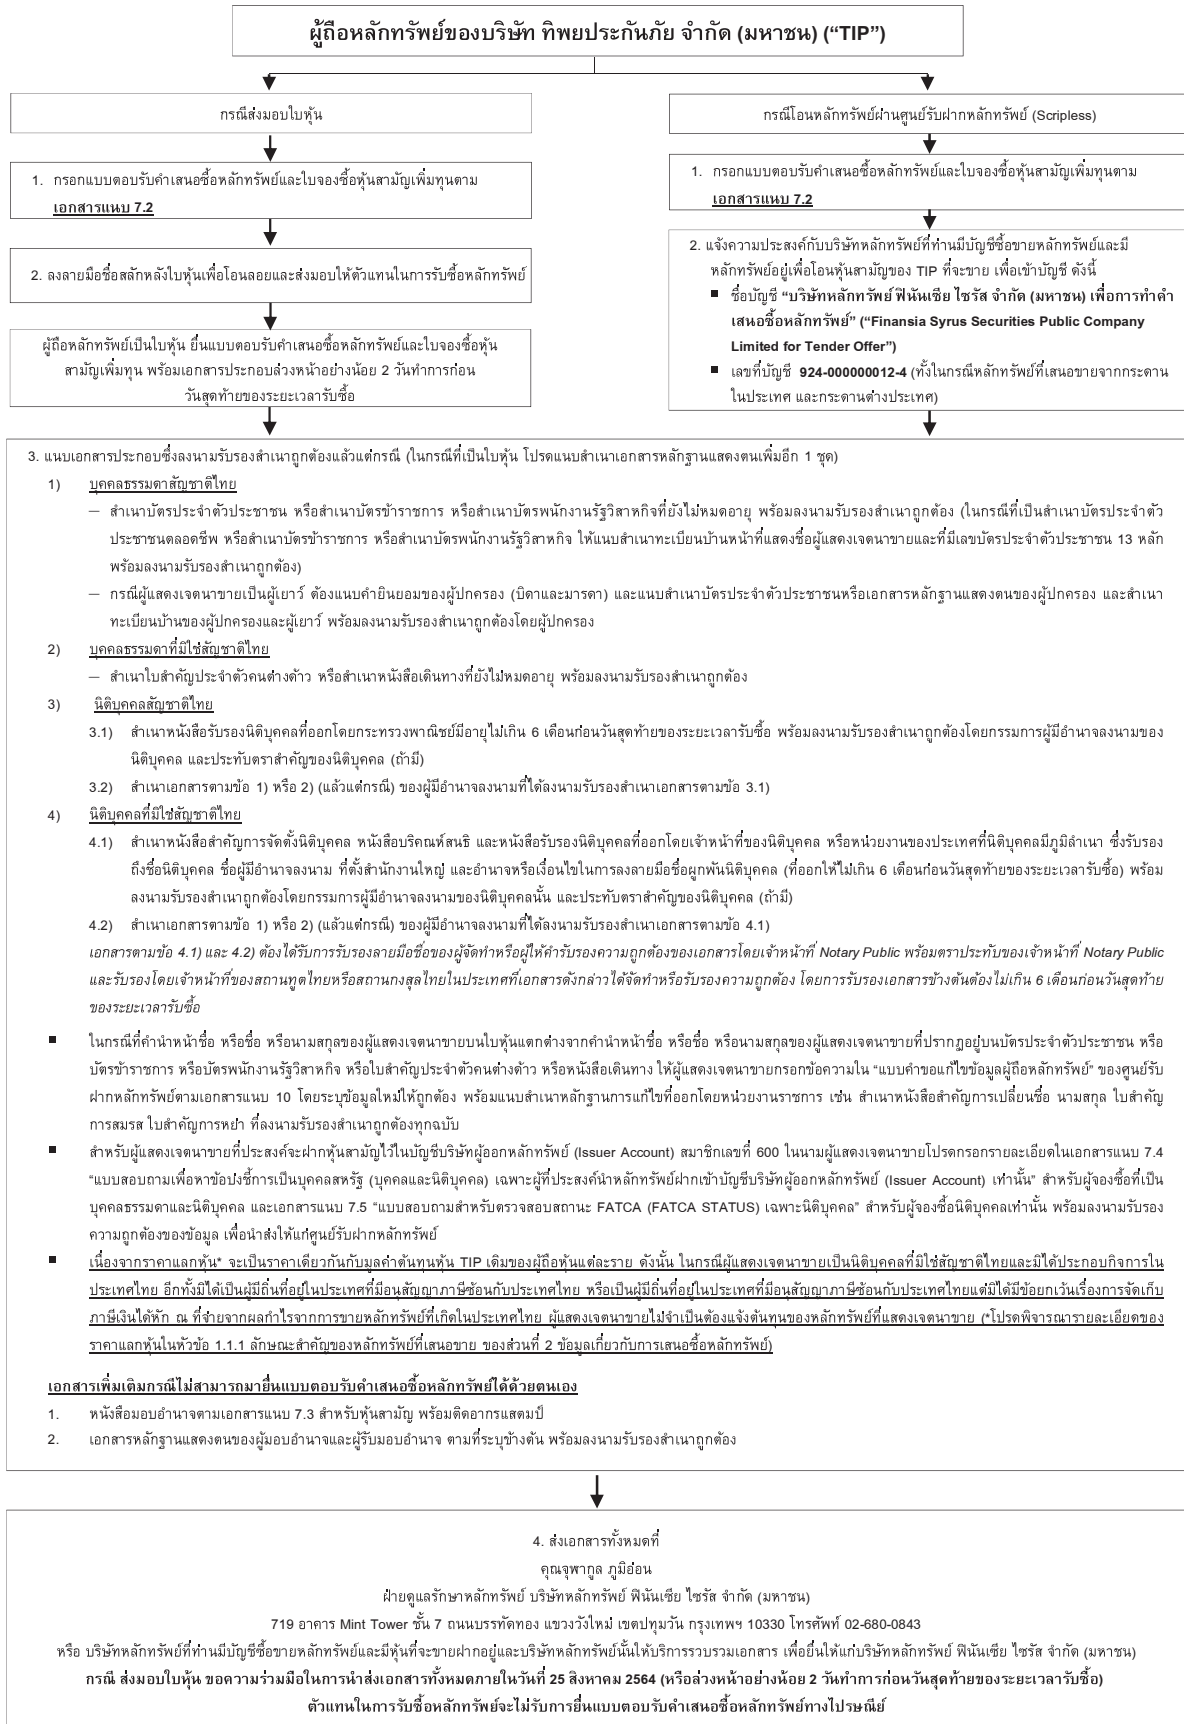 ผู้ถือหลักทรัพย์ของบริษัท ทิพยประกันภัย จำกัด (มหาชน) (“TIP”)
กรณีส่งมอบใบหุ้น
1. กรอกแบบตอบรับคำเสนอซื้อหลักทรัพย์และใบจองซื้อหุ้นสามัญเพิ่มทุนตาม
เอกสารแนบ 7.2
2. ลงลายมือชื่อสลักหลังใบหุ้นเพื่อโอนลอยและส่งมอบให้ตัวแทนในการรับซื้อหลักทรัพย์
ผู้ถือหลักทรัพย์เป็นใบหุ้น ยื่นแบบตอบรับคำเสนอซื้อหลักทรัพย์และใบจองซื้อหุ้น
สามัญเพิ่มทุน พร้อมเอกสารประกอบล่วงหน้าอย่างน้อย 2 วันทำการก่อน
วันสุดท้ายของระยะเวลารับซื้อ
กรณีโอนหลักทรัพย์ผ่านศูนย์รับฝากหลักทรัพย์ (Scripless)
1. กรอกแบบตอบรับคำเสนอซื้อหลักทรัพย์และใบจองซื้อหุ้นสามัญเพิ่มทุนตาม
เอกสารแนบ 7.2
2. แจ้งความประสงค์กับบริษัทหลักทรัพย์ที่ท่านมีบัญชีซื้อขายหลักทรัพย์และมี
หลักทรัพย์อยู่เพื่อโอนหุ้นสามัญของ TIP ที่จะขาย เพื่อเข้าบัญชี ดังนี้
■ ชื่อบัญชี “บริษัทหลักทรัพย์ ฟินันเซีย ไซรัส จำกัด (มหาชน) เพื่อการทำคำ
เสนอซื้อหลักทรัพย์” (“Finansia Syrus Securities Public Company
Limited for Tender Offer”)
■ เลขที่บัญชี 924-000000012-4 (ทั้งในกรณีหลักทรัพย์ที่เสนอขายจากกระดาน
ในประเทศ และกระดานต่างประเทศ)
3. แนบเอกสารประกอบซึ่งลงนามรับรองสำเนาถูกต้องแล้วแต่กรณี (ในกรณีที่เป็นใบหุ้น โปรดแนบสำเนาเอกสารหลักฐานแสดงตนเพิ่มอีก 1 ชุด)
1) บุคคลธรรมดาสัญชาติไทย
— สำเนาบัตรประจำตัวประชาชน หรือสำเนาบัตรข้าราชการ หรือสำเนาบัตรพนักงานรัฐวิสาหกิจที่ยังไม่หมดอายุ พร้อมลงนามรับรองสำเนาถูกต้อง (ในกรณีที่เป็นสำเนาบัตรประจำตัว
ประชาชนตลอดชีพ หรือสำเนาบัตรข้าราชการ หรือสำเนาบัตรพนักงานรัฐวิสาหกิจ ให้แนบสำเนาทะเบียนบ้านหน้าที่แสดงชื่อผู้แสดงเจตนาขายและที่มีเลขบัตรประจำตัวประชาชน 13 หลัก
พร้อมลงนามรับรองสำเนาถูกต้อง)
— กรณีผู้แสดงเจตนาขายเป็นผู้เยาว์ ต้องแนบคำยินยอมของผู้ปกครอง (บิดาและมารดา) และแนบสำเนาบัตรประจำตัวประชาชนหรือเอกสารหลักฐานแสดงตนของผู้ปกครอง และสำเนา
ทะเบียนบ้านของผู้ปกครองและผู้เยาว์ พร้อมลงนามรับรองสำเนาถูกต้องโดยผู้ปกครอง
2) บุคคลธรรมดาที่มิใช่สัญชาติไทย
— สำเนาใบสำคัญประจำตัวคนต่างด้าว หรือสำเนาหนังสือเดินทางที่ยังไม่หมดอายุ พร้อมลงนามรับรองสำเนาถูกต้อง
3) นิติบุคคลสัญชาติไทย
3.1) สำเนาหนังสือรับรองนิติบุคคลที่ออกโดยกระทรวงพาณิชย์มีอายุไม่เกิน 6 เดือนก่อนวันสุดท้ายของระยะเวลารับซื้อ พร้อมลงนามรับรองสำเนาถูกต้องโดยกรรมการผู้มีอำนาจลงนามของ
นิติบุคคล และประทับตราสำคัญของนิติบุคคล (ถ้ามี)
3.2) สำเนาเอกสารตามข้อ 1) หรือ 2) (แล้วแต่กรณี) ของผู้มีอำนาจลงนามที่ได้ลงนามรับรองสำเนาเอกสารตามข้อ 3.1)
4) นิติบุคคลที่มิใช่สัญชาติไทย
4.1) สำเนาหนังสือสำคัญการจัดตั้งนิติบุคคล หนังสือบริคณห์สนธิ และหนังสือรับรองนิติบุคคลที่ออกโดยเจ้าหน้าที่ของนิติบุคคล หรือหน่วยงานของประเทศที่นิติบุคคลมีภูมิลำเนา ซึ่งรับรอง
ถึงชื่อนิติบุคคล ชื่อผู้มีอำนาจลงนาม ที่ตั้งสำนักงานใหญ่ และอำนาจหรือเงื่อนไขในการลงลายมือชื่อผูกพันนิติบุคคล (ที่ออกให้ไม่เกิน 6 เดือนก่อนวันสุดท้ายของระยะเวลารับซื้อ) พร้อม
ลงนามรับรองสำเนาถูกต้องโดยกรรมการผู้มีอำนาจลงนามของนิติบุคคลนั้น และประทับตราสำคัญของนิติบุคคล (ถ้ามี)
4.2) สำเนาเอกสารตามข้อ 1) หรือ 2) (แล้วแต่กรณี) ของผู้มีอำนาจลงนามที่ได้ลงนามรับรองสำเนาเอกสารตามข้อ 4.1)
เอกสารตามข้อ 4.1) และ 4.2) ต้องได้รับการรับรองลายมือชื่อของผู้จัดทำหรือผู้ให้คำรับรองความถูกต้องของเอกสารโดยเจ้าหน้าที่ Notary Public พร้อมตราประทับของเจ้าหน้าที่ Notary Public
และรับรองโดยเจ้าหน้าที่ของสถานทูตไทยหรือสถานกงสุลไทยในประเทศที่เอกสารดังกล่าวได้จัดทำหรือรับรองความถูกต้อง โดยการรับรองเอกสารข้างต้นต้องไม่เกิน 6 เดือนก่อนวันสุดท้าย
ของระยะเวลารับซื้อ
■ ในกรณีที่คำนำหน้าชื่อ หรือชื่อ หรือนามสกุลของผู้แสดงเจตนาขายบนใบหุ้นแตกต่างจากคำนำหน้าชื่อ หรือชื่อ หรือนามสกุลของผู้แสดงเจตนาขายที่ปรากฏอยู่บนบัตรประจำตัวประชาชน หรือ
บัตรข้าราชการ หรือบัตรพนักงานรัฐวิสาหกิจ หรือใบสำคัญประจำตัวคนต่างด้าว หรือหนังสือเดินทาง ให้ผู้แสดงเจตนาขายกรอกข้อความใน “แบบคำขอแก้ไขข้อมูลผู้ถือหลักทรัพย์” ของศูนย์รับ
ฝากหลักทรัพย์ตามเอกสารแนบ 10 โดยระบุข้อมูลใหม่ให้ถูกต้อง พร้อมแนบสำเนาหลักฐานการแก้ไขที่ออกโดยหน่วยงานราชการ เช่น สำเนาหนังสือสำคัญการเปลี่ยนชื่อ นามสกุล ใบสำคัญ
การสมรส ใบสำคัญการหย่า ที่ลงนามรับรองสำเนาถูกต้องทุกฉบับ
■ สำหรับผู้แสดงเจตนาขายที่ประสงค์จะฝากหุ้นสามัญไว้ในบัญชีบริษัทผู้ออกหลักทรัพย์ (Issuer Account) สมาชิกเลขที่ 600 ในนามผู้แสดงเจตนาขายโปรดกรอกรายละเอียดในเอกสารแนบ 7.4
“แบบสอบถามเพื่อหาข้อบ่งชี้การเป็นบุคคลสหรัฐ (บุคคลและนิติบุคคล) เฉพาะผู้ที่ประสงค์นำหลักทรัพย์ฝากเข้าบัญชีบริษัทผู้ออกหลักทรัพย์ (Issuer Account) เท่านั้น” สำหรับผู้จองซื้อที่เป็น
บุคคลธรรมดาและนิติบุคคล และเอกสารแนบ 7.5 “แบบสอบถามสำหรับตรวจสอบสถานะ FATCA (FATCA STATUS) เฉพาะนิติบุคคล” สำหรับผู้จองซื้อนิติบุคคลเท่านั้น พร้อมลงนามรับรอง
ความถูกต้องของข้อมูล เพื่อนำส่งให้แก่ศูนย์รับฝากหลักทรัพย์
■ เนื่องจากราคาแลกหุ้น* จะเป็นราคาเดียวกันกับมูลค่าต้นทุนหุ้น TIP เดิมของผู้ถือหุ้นแต่ละราย ดังนั้น ในกรณีผู้แสดงเจตนาขายเป็นนิติบุคคลที่มิใช่สัญชาติไทยและมิได้ประกอบกิจการใน
ประเทศไทย อีกทั้งมิได้เป็นผู้มีถิ่นที่อยู่ในประเทศที่มีอนุสัญญาภาษีซ้อนกับประเทศไทย หรือเป็นผู้มีถิ่นที่อยู่ในประเทศที่มีอนุสัญญาภาษีซ้อนกับประเทศไทยแต่มิได้มีข้อยกเว้นเรื่องการจัดเก็บ
ภาษีเงินได้หัก ณ ที่จ่ายจากผลกำไรจากการขายหลักทรัพย์ที่เกิดในประเทศไทย ผู้แสดงเจตนาขายไม่จำเป็นต้องแจ้งต้นทุนของหลักทรัพย์ที่แสดงเจตนาขาย (*โปรดพิจารณารายละเอียดของ
ราคาแลกหุ้นในหัวข้อ 1.1.1 ลักษณะสำคัญของหลักทรัพย์ที่เสนอขาย ของส่วนที่ 2 ข้อมูลเกี่ยวกับการเสนอซื้อหลักทรัพย์)
เอกสารเพิ่มเติมกรณีไม่สามารถมายื่นแบบตอบรับคำเสนอซื้อหลักทรัพย์ได้ด้วยตนเอง
1. หนังสือมอบอำนาจตามเอกสารแนบ 7.3 สำหรับหุ้นสามัญ พร้อมติดอากรแสตมป์
2. เอกสารหลักฐานแสดงตนของผู้มอบอำนาจและผู้รับมอบอำนาจ ตามที่ระบุข้างต้น พร้อมลงนามรับรองสำเนาถูกต้อง
4. ส่งเอกสารทั้งหมดที่
คุณจุฑากูล ภูมิอ่อน
ฝ่ายดูแลรักษาหลักทรัพย์ บริษัทหลักทรัพย์ ฟินันเซีย ไซรัส จำกัด (มหาชน)
719 อาคาร Mint Tower ชั้น 7 ถนนบรรทัดทอง แขวงวังใหม่ เขตปทุมวัน กรุงเทพฯ 10330 โทรศัพท์ 02-680-0843
หรือ บริษัทหลักทรัพย์ที่ท่านมีบัญชีซื้อขายหลักทรัพย์และมีหุ้นที่จะขายฝากอยู่และบริษัทหลักทรัพย์นั้นให้บริการรวบรวมเอกสาร เพื่อยื่นให้แก่บริษัทหลักทรัพย์ ฟินันเซีย ไซรัส จำกัด (มหาชน)
กรณี ส่งมอบใบหุ้น ขอความร่วมมือในการนำส่งเอกสารทั้งหมดภายในวันที่ 25 สิงหาคม 2564 (หรือล่วงหน้าอย่างน้อย 2 วันทำการก่อนวันสุดท้ายของระยะเวลารับซื้อ)
ตัวแทนในการรับซื้อหลักทรัพย์จะไม่รับการยื่นแบบตอบรับคำเสนอซื้อหลักทรัพย์ทางไปรษณีย์